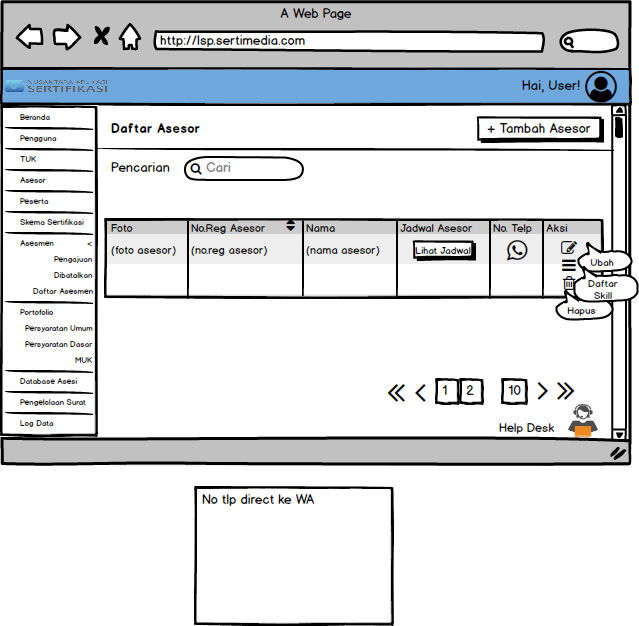 A Web Page
http://lsp.sertimedia.com
NUSANTARA APLIKASI
SERTIFIKASI
Hai, User!
Beranda
Pengguna
TUK
Asesor
Peserta
Skema Sertifikasi
Asesmen <
Pengajuan
Dibatalkan
Daftar Asesmen
Portofolio
Persyaratan Umum
Persyaratan Dasar
MUK
Database Asesi
Pengelolaan Surat
Log Data
Daftar Asesor
+ Tambah Asesor
Pencarian
Cari
Foto No.Reg Asesor Nama Jadwal Asesor No. Telp Aksi
(foto asesor) (no.reg asesor) (nama asesor) Lihat Jadwal
Ubah
Daftar
Skill
Hapus
1 2 10
Help Desk
No tlp direct ke WA